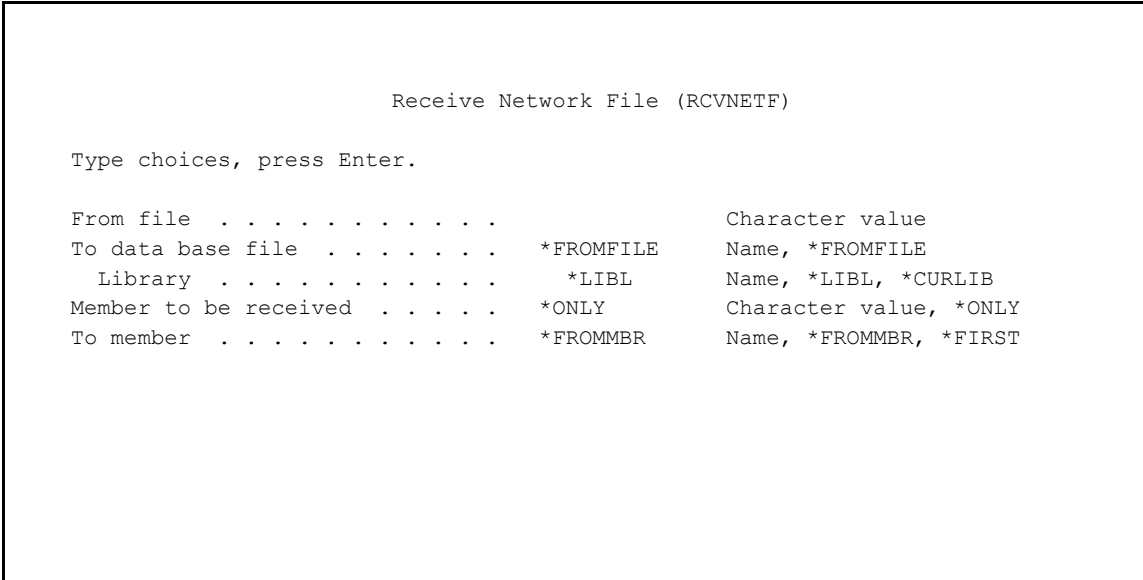 Receive Network File (RCVNETF)
Type choices, press Enter.
From file . . . . . . . . . . . Character value
To data base file . . . . . . . *FROMFILE Name, *FROMFILE
Library . . . . . . . . . . . *LIBL Name, *LIBL, *CURLIB
Member to be received . . . . . *ONLY Character value, *ONLY
To member . . . . . . . . . . . *FROMMBR Name, *FROMMBR, *FIRST